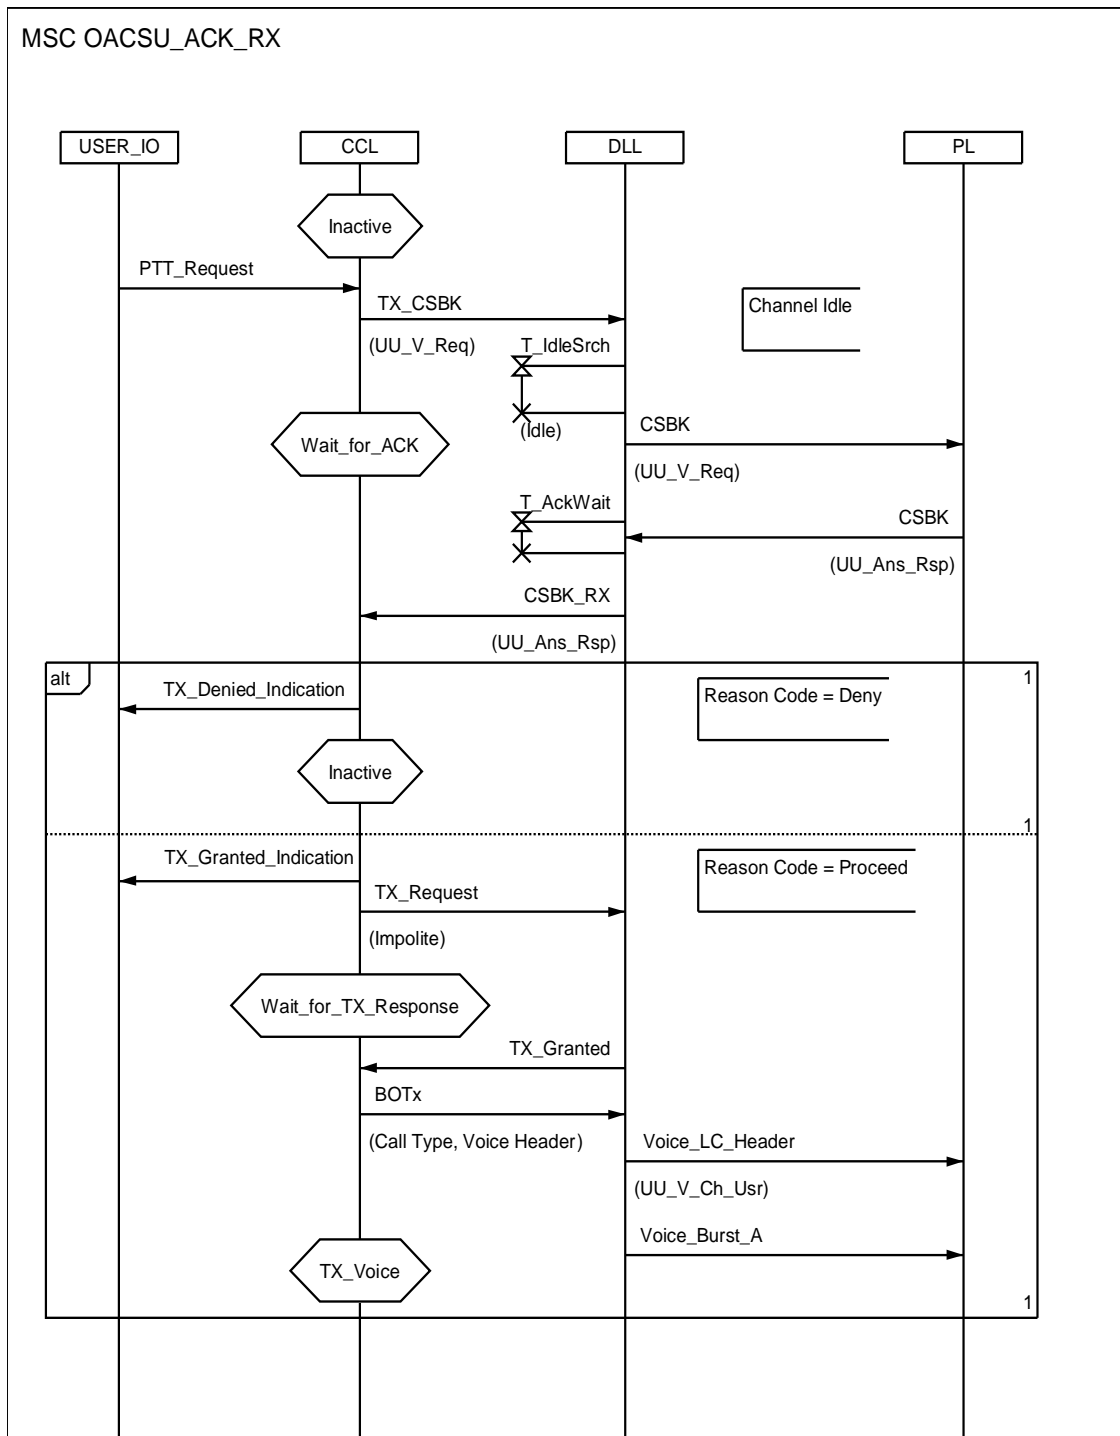 MSC OACSU_ACK_RX
USER_IO
CCL
DLL
PL
Inactive
PTT_Request
TX_CSBK
Channel Idle
(UU_V_Req)
T_IdleSrch
(Idle)
CSBK
Wait_for_ACK
(UU_V_Req)
T_AckWait
CSBK
(UU_Ans_Rsp)
CSBK_RX
(UU_Ans_Rsp)
alt
1
TX_Denied_Indication
Reason Code = Deny
Inactive
1
TX_Granted_Indication
Reason Code = Proceed
TX_Request
(Impolite)
Wait_for_TX_Response
TX_Granted
BOTx
(Call Type, Voice Header)
Voice_LC_Header
(UU_V_Ch_Usr)
Voice_Burst_A
TX_Voice
1